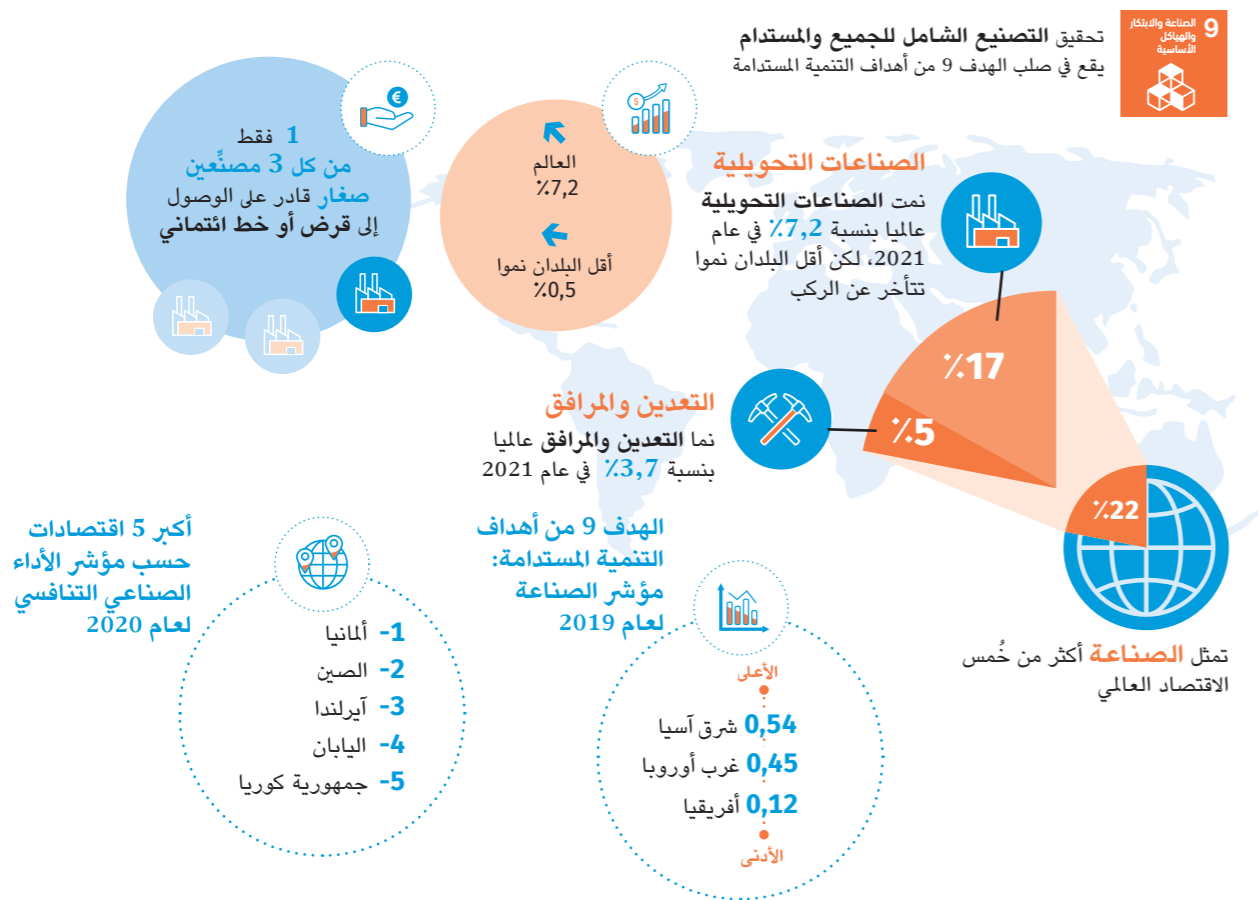 9 الصناعة والابتكار
والهياكل
الأساسية
تحقيق التصنيع الشامل للجميع والمستدام
يقع في صلب الهدف 9 من أهداف التنمية المستدامة
1 فقط
من كل 3 مصنِّعين
صغار قادر على الوصول
إلى قرض أو خط ائتماني
العالم
٪7,2
أقل البلدان نموا
٪0,5
الصناعات التحويلية
نمت الصناعات التحويلية
عالميا بنسبة 7,2٪ في عام
2021، لكن أقل البلدان نموا
تتأخر عن الركب
٪17
٪5
التعدين والمرافق
نما التعدين والمرافق عالميا
بنسبة 3,7٪ في عام 2021
٪22
تمثل الصناعة أكثر من خُمس
الاقتصاد العالمي
الهدف 9 من أهداف
التنمية المستدامة:
مؤشر الصناعة
لعام 2019
الأعلى
0,54 شرق آسيا
0,45 غرب أوروبا
0,12 أفريقيا
الأدنى
أكبر 5 اقتصادات
حسب مؤشر الأداء
الصناعي التنافسي
لعام 2020
1- ألمانيا
2- الصين
3- آيرلندا
4- اليابان
5- جمهورية كوريا